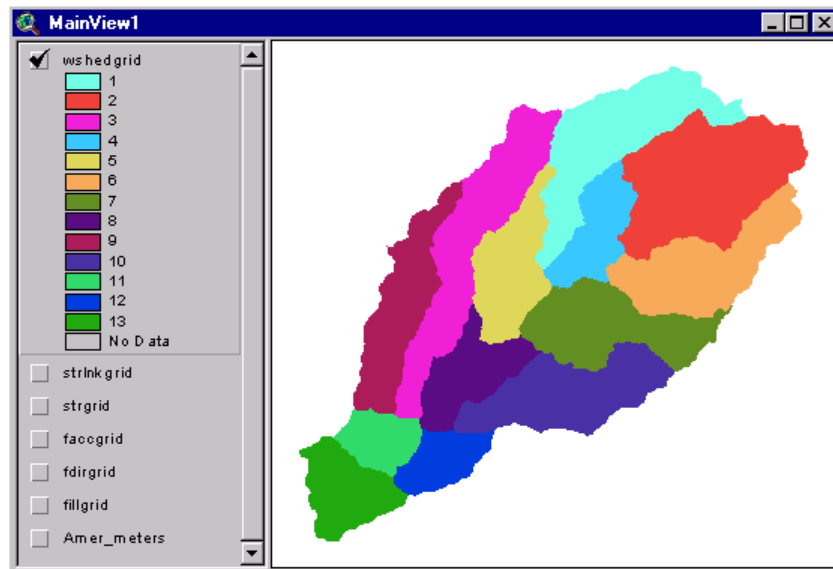 MainView1
wshedgrid
1
2
3
4
5
6
7
8
9
10
11
12
13
No Data
strlnkgrid
strgrid
faccgrid
fdirgrid
fillgrid
Amer_meters